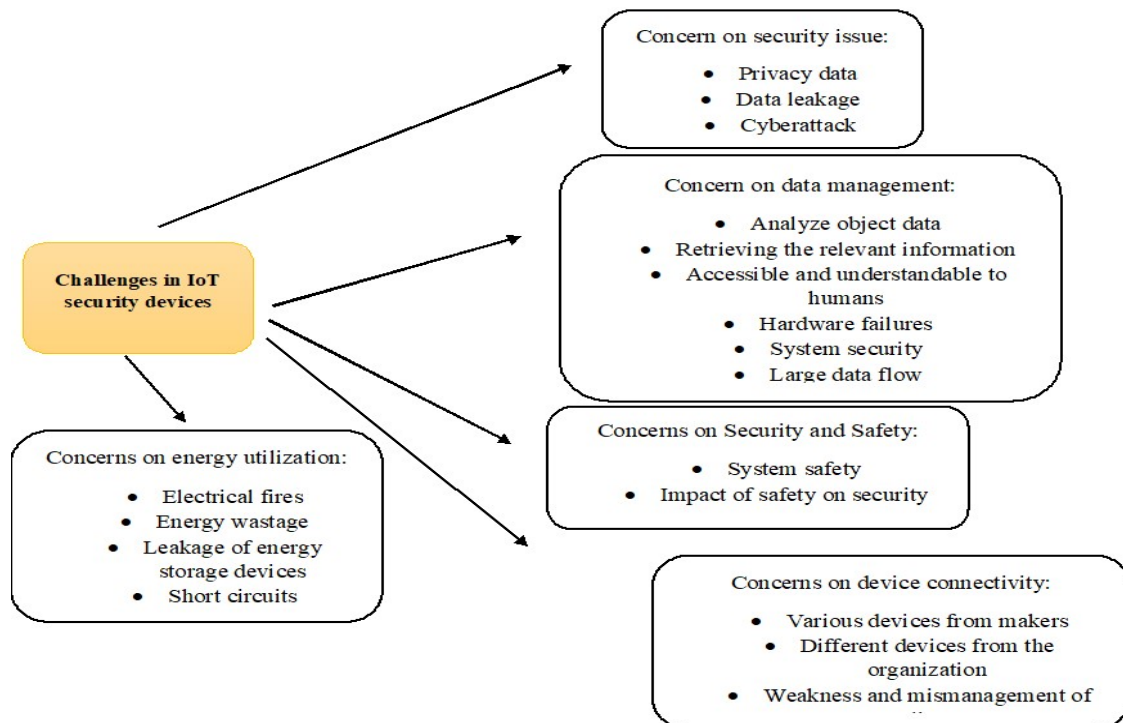 Concern on security issue:
● Privacy data
● Data leakage
● Cyberattack
Concern on data management:
● Analyze object data
● Retrieving the relevant information
● Accessible and understandable to
humans
● Hardware failures
● System security
● Large data flow
Challenges in IoT
security devices
Concerns on Security and Safety:
● System safety
● Impact of safety on security
Concerns on energy utilization:
● Electrical fires
● Energy wastage
● Leakage of energy
storage devices
● Short circuits
Concerns on device connectivity:
● Various devices from makers
● Different devices from the
organization
● Weakness and mismanagement of